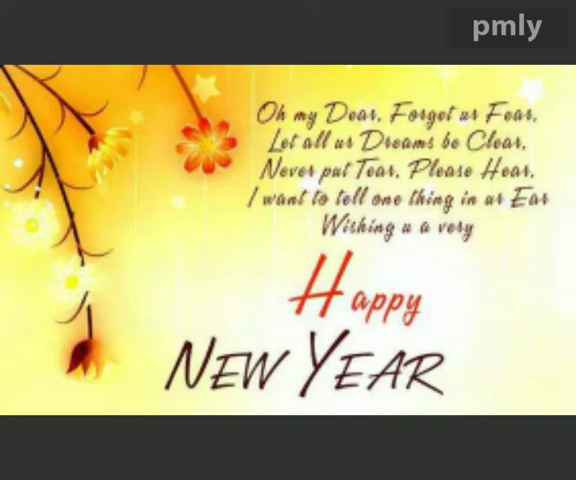 pmly
Oh my Dear, Forget ur Fear,
Let all ur Dreams be Clear,
Never put Tear, Please Hear,
I want to tell one thing in ur Ear
Wishing u a very
Happy
NEW YEAR